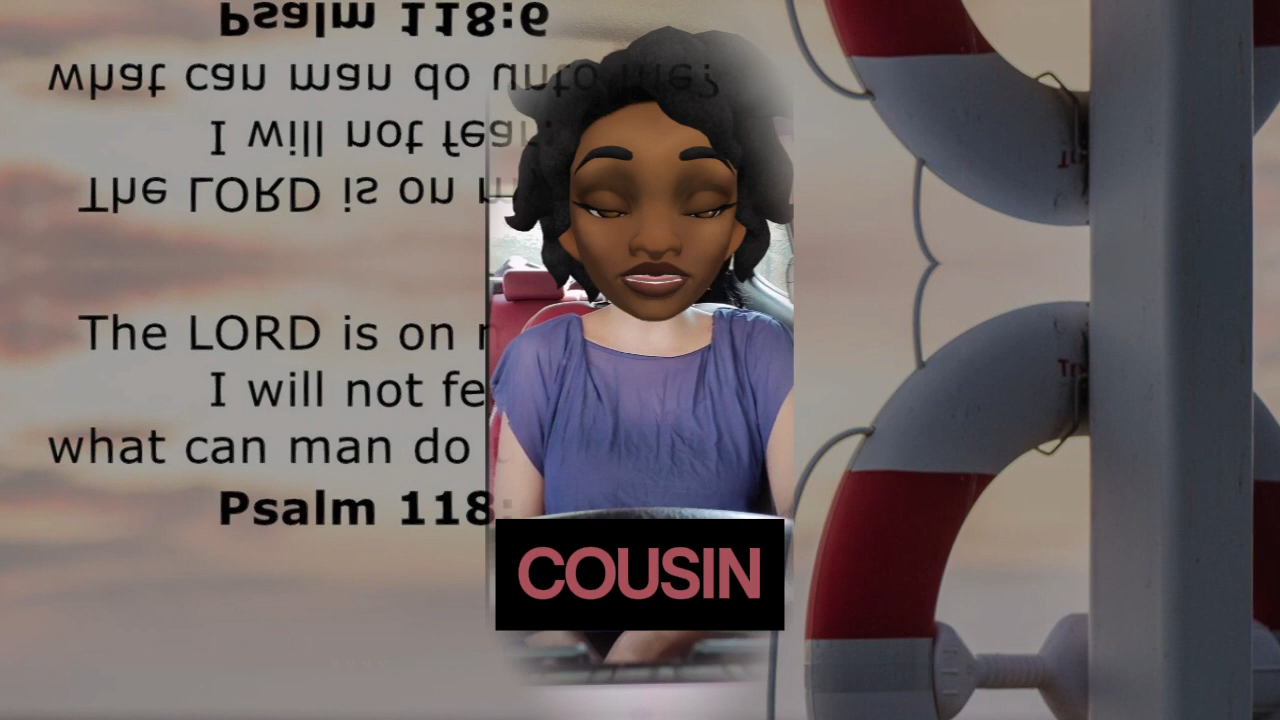 Psalm 118:6
what can man do unto me?
I will not fear:
The LORD is on
The LORD is on
I will not fe
what can man do
Psalm 118:
COUSIN